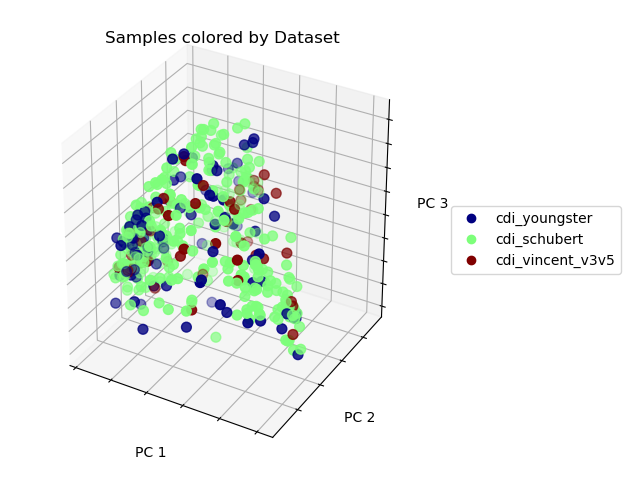 Samples colored by Dataset
PC 3
cdi_youngster
cdi_schubert
cdi_vincent_v3v5
PC 2
PC 1